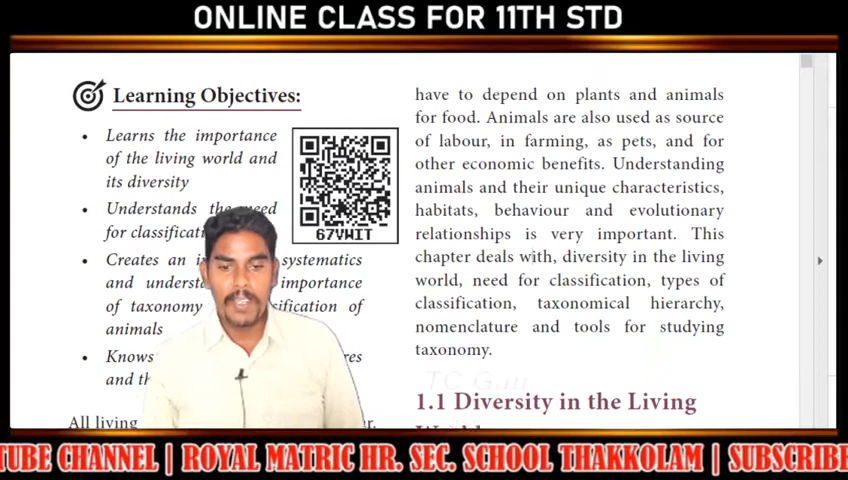 ONLINE CLASS FOR 11TH STD
Learning Objectives:
• Learns the importance
of the living world and
its diversity
• Understands the need
for classificati
• Creates an i systematics
and underst importance
of taxonomy sification of
animals
• Knows res
and th
All living
67VWIT
have to depend on plants and animals
for food. Animals are also used as source
of labour, in farming, as pets, and for
other economic benefits. Understanding
animals and their unique characteristics,
habitats, behaviour and evolutionary
relationships is very important. This
chapter deals with, diversity in the living
world, need for classification, types of
classification, taxonomical hierarchy,
nomenclature and tools for studying
taxonomy.
1.1 Diversity in the Living
TUBE CHANNEL | ROYAL MATRIC HR. SEC. SCHOOL THAKKOLAM | SUBSCRIBE